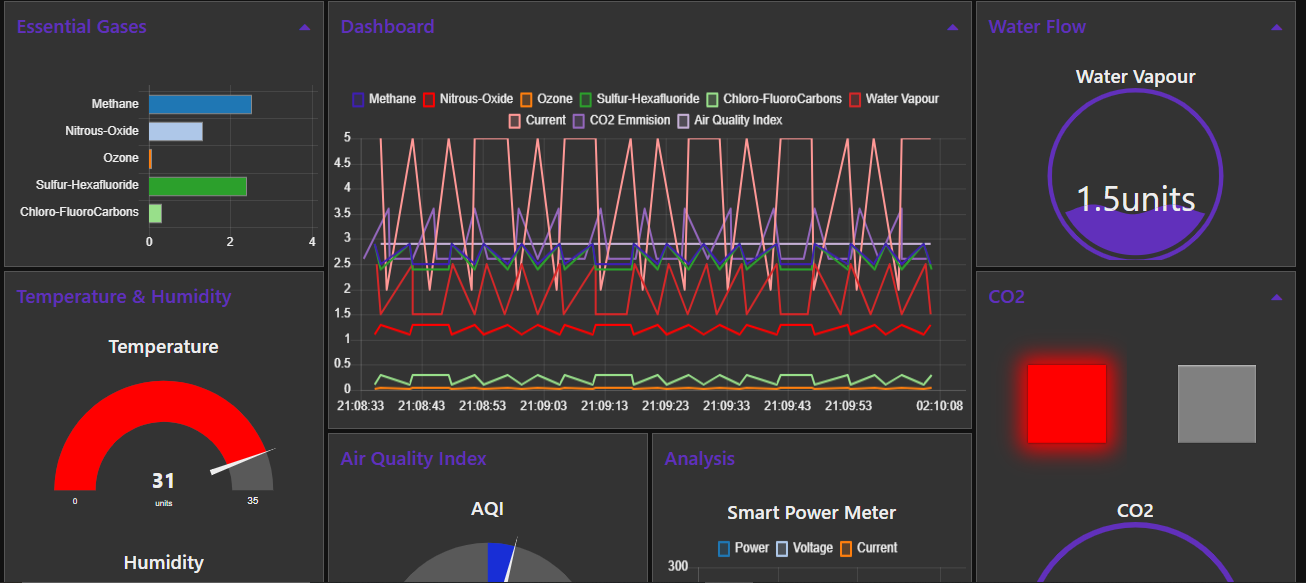 Essential Gases
Methane
Nitrous-Oxide
Ozone
Sulfur-Hexafluoride
Chloro-FluoroCarbons
0 2 4
Temperature & Humidity
Temperature
31
units
0 35
Humidity
Dashboard
Methane Nitrous-Oxide Ozone Sulfur-Hexafluoride Chloro-FluoroCarbons Water Vapour
Current CO2 Emmision Air Quality Index
5
4.5
4
3.5
3
2.5
2
1.5
1
0.5
0
21:08:33 21:08:43 21:08:53 21:09:03 21:09:13 21:09:23 21:09:33 21:09:43 21:09:53 02:10:08
Air Quality Index
AQI
Analysis
Smart Power Meter
Power Voltage Current
300
Water Flow
Water Vapour
1.5units
CO2
CO2